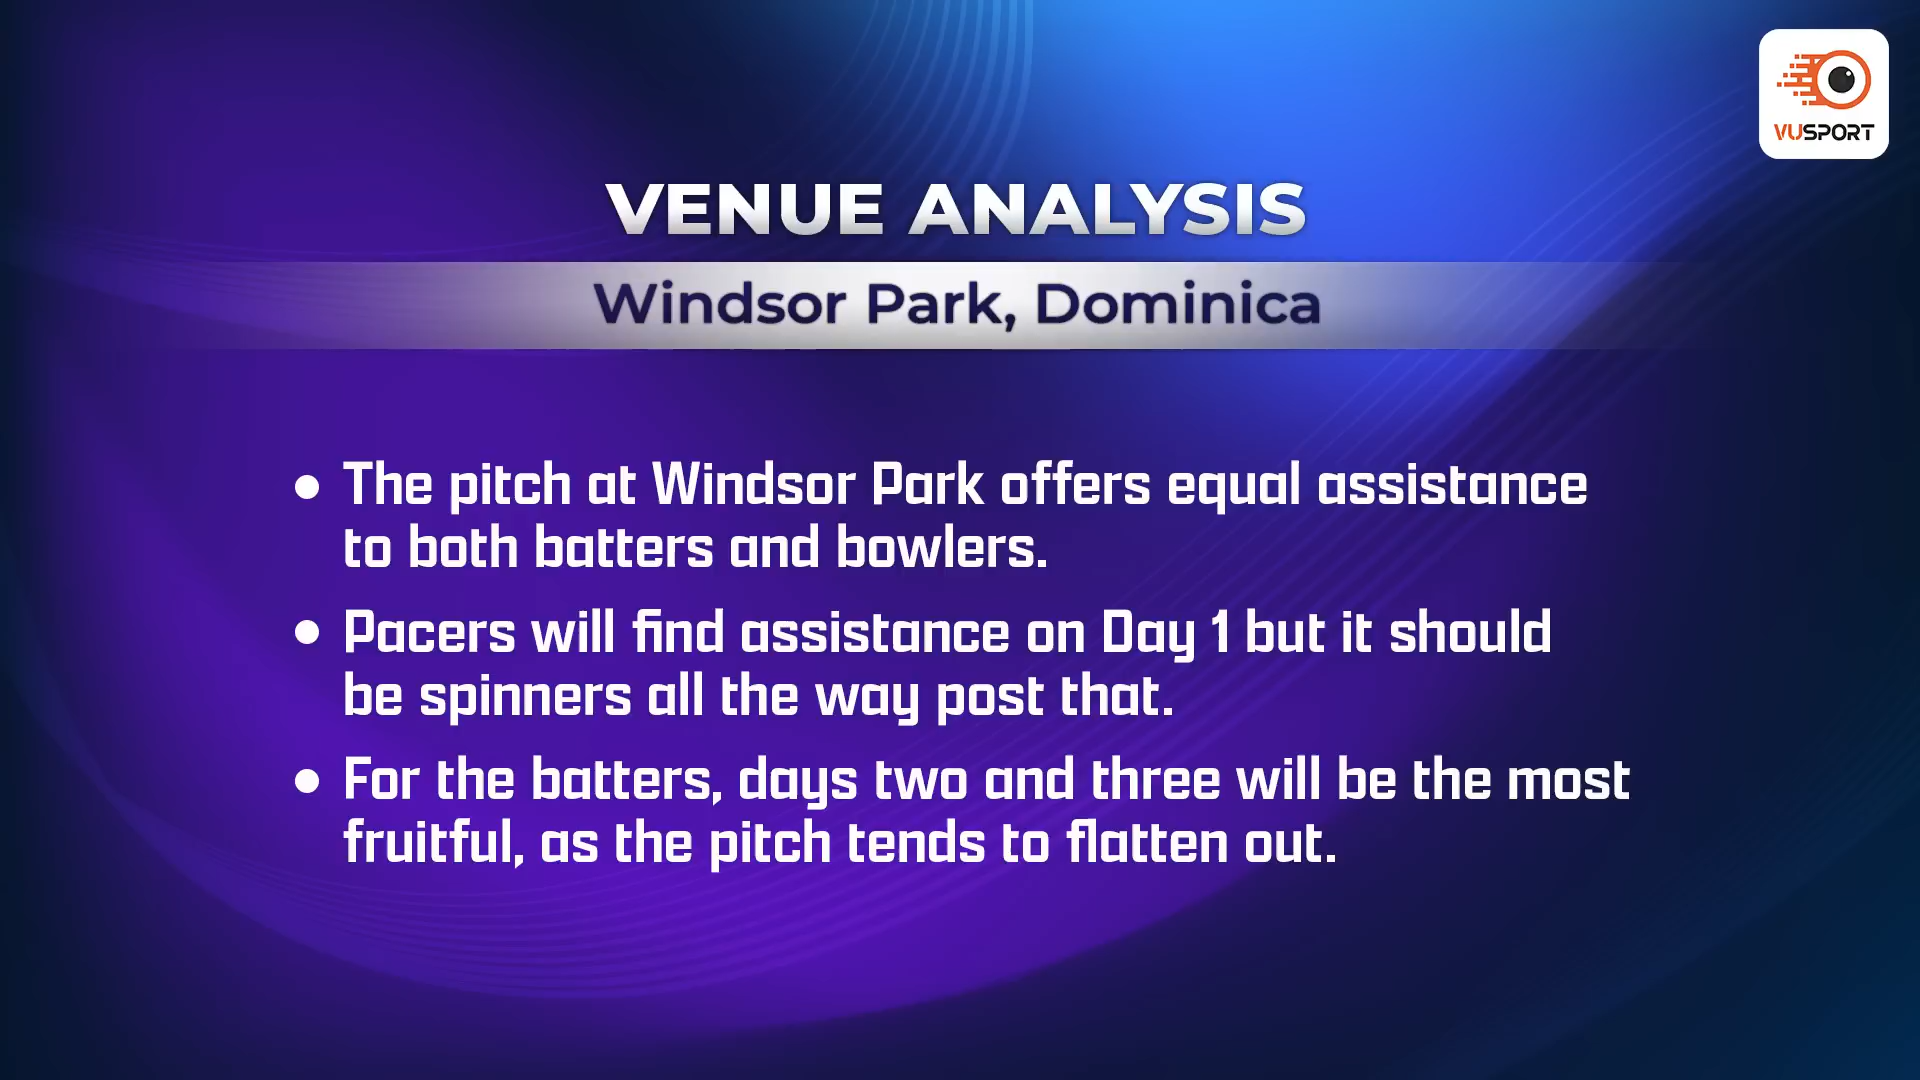 VUSPORT
VENUE ANALYSIS
Windsor Park, Dominica
• The pitch at Windsor Park offers equal assistance
to both batters and bowlers.
• Pacers will find assistance on Day 1 but it should
be spinners all the way post that.
• For the batters, days two and three will be the most
fruitful, as the pitch tends to flatten out.